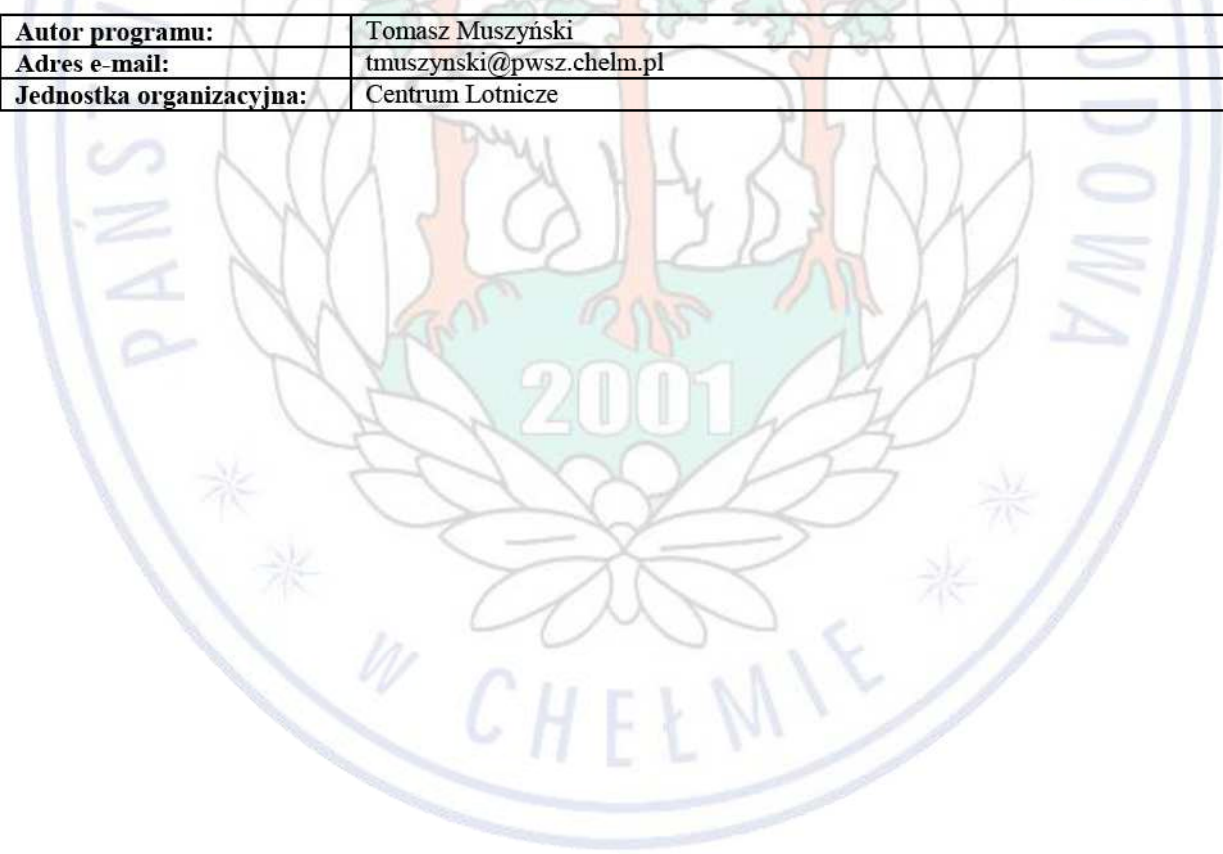 Autor programu: Tomasz Muszyński
Adres e-mail: tmuszynski@pwsz.chelm.pl
Jednostka organizacyjna: Centrum Lotnicze
2001
W CHEŁMIE